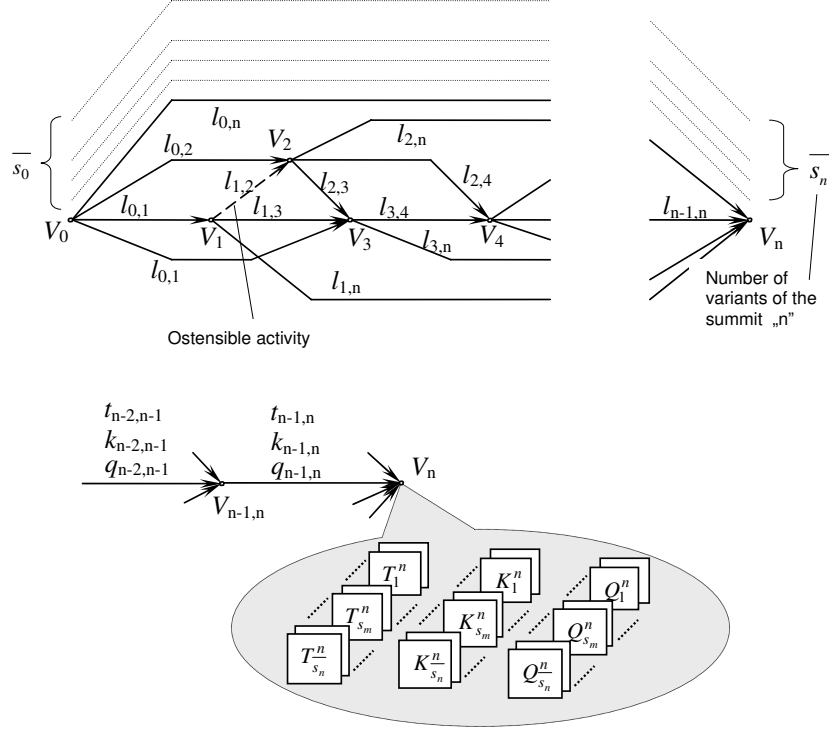 l0,n
V2
l2,n
l0,2
s0
sn
l1,2
l2,3
l2,4
l0,1
l1,3
l3,4
ln-1,n
V0
V1
V3
V4
Vn
l3,n
l0,1
l1,n
Number of
variants of the
summit „n”
Ostensible activity
tn-2,n-1
kn-2,n-1
qn-2,n-1
tn-1,n
kn-1,n
qn-1,n
Vn
Vn-1,n
T1n
K1n
Q1n
Tsmn
Ksmn
Qsmn
Tsnn
Ksnn
Qsnn